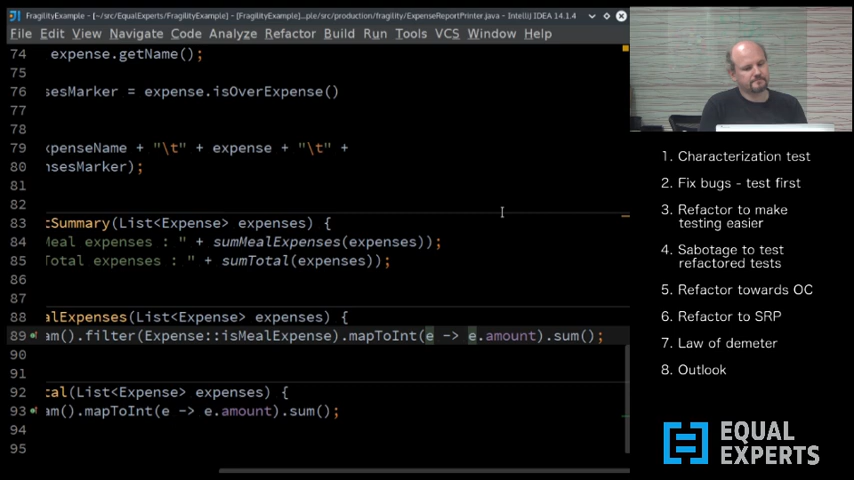 FragilityExample - [~/src/EqualExperts/FragilityExample] - [FragilityExample]...ple/src/production/fragility/ExpenseReportPrinter.java - IntelliJ IDEA 14.1.4
File Edit View Navigate Code Analyze Refactor Build Run Tools VCS Window Help
74 expense.getName();
75
76 sesMarker = expense.isOverExpense()
77
78
79 xpenseName + "\t" + expense + "\t" +
80 nsesMarker);
81
82
83 tSummary(List<Expense> expenses) {
84 Meal expenses : " + sumMealExpenses(expenses));
85 Total expenses : " + sumTotal(expenses));
86
87
88 alExpenses(List<Expense> expenses) {
89 am().filter(Expense::isMealExpense).mapToInt(e -> e.amount).sum();
90
91
92 tal(List<Expense> expenses) {
93 am().mapToInt(e -> e.amount).sum();
94
95
1. Characterization test
2. Fix bugs - test first
3. Refactor to make
testing easier
4. Sabotage to test
refactored tests
5. Refactor towards OC
6. Refactor to SRP
7. Law of demeter
8. Outlook
EQUAL
EXPERTS